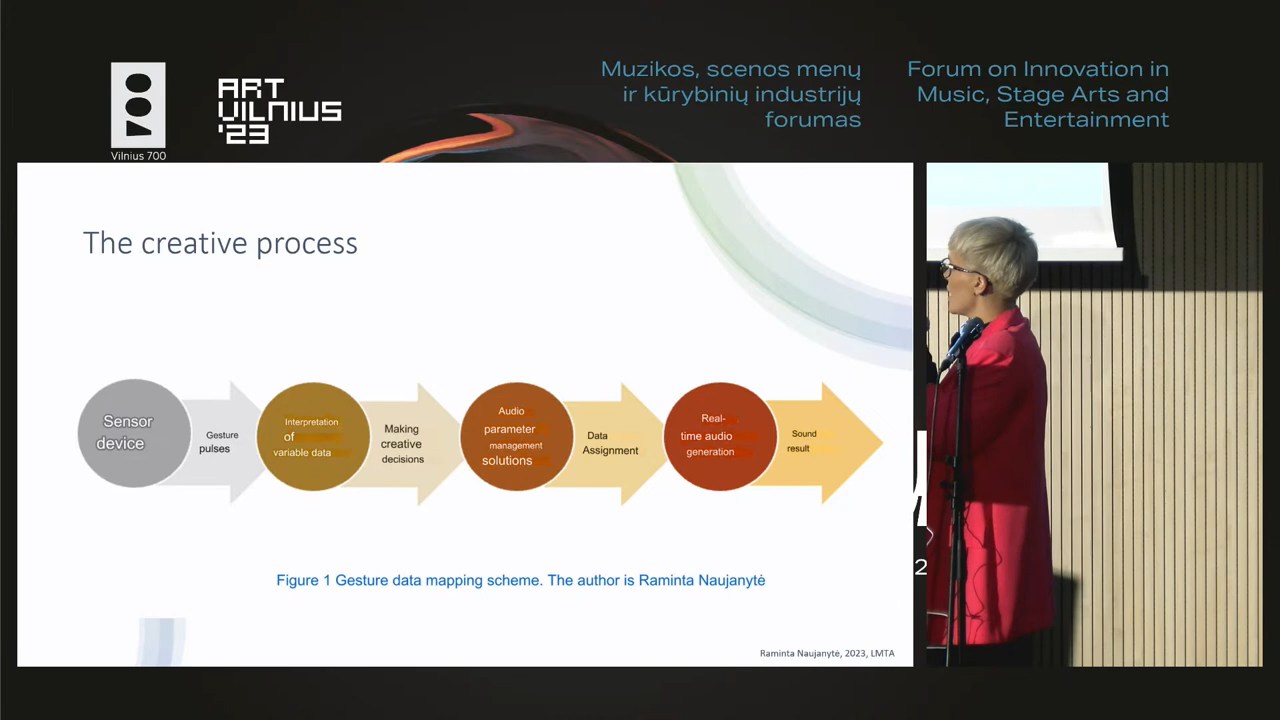 Vilnius 700
ART
VILNIUS
'23
Muzikos, scenos menų
ir kūrybinių industrijų
forumas
Forum on Innovation in
Music, Stage Arts and
Entertainment
The creative process
Sensor
device
Gesture
pulses
Interpretation
of
variable data
Making
creative
decisions
Audio
parameter
management
solutions
Data
Assignment
Real-
time audio
generation
Sound
result
Figure 1 Gesture data mapping scheme. The author is Raminta Naujanytė
Raminta Naujanytė, 2023, LMTA